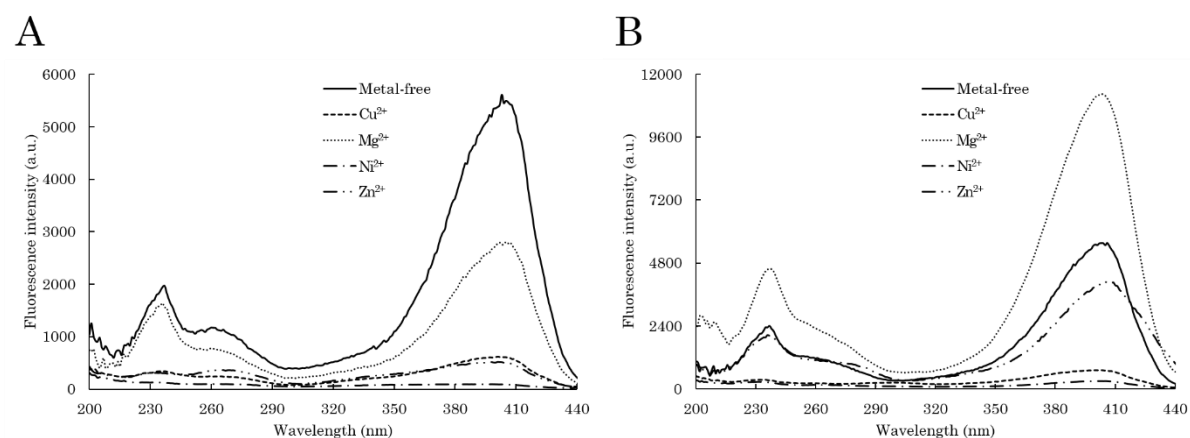 A
B
6000
5000
4000
3000
2000
1000
0
Fluorescence intensity (a.u.)
200 230 260 290 320 350 380 410 440
Wavelength (nm)
Metal-free
Cu²⁺
Mg²⁺
Ni²⁺
Zn²⁺
12000
9600
7200
4800
2400
0
Fluorescence intensity (a.u.)
200 230 260 290 320 350 380 410 440
Wavelength (nm)
Metal-free
Cu²⁺
Mg²⁺
Ni²⁺
Zn²⁺